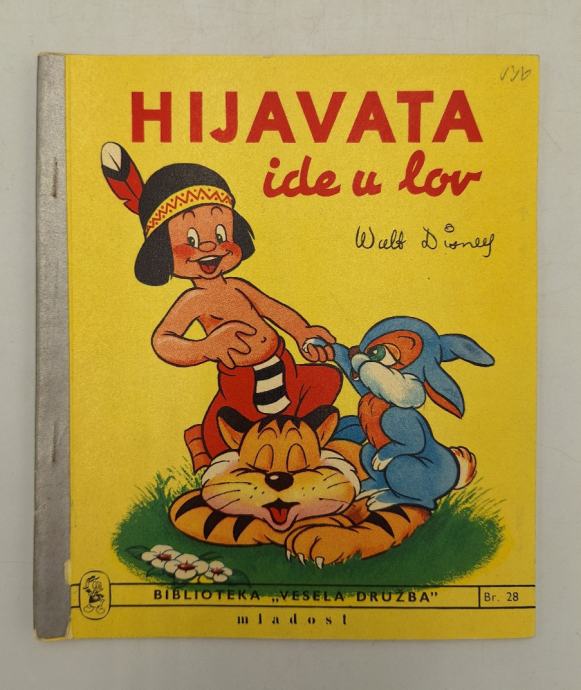 HIJAVATA
ide u lov
Walt Disney
BIBLIOTEKA „VESELA DRUŽBA"
Br. 28
mladost